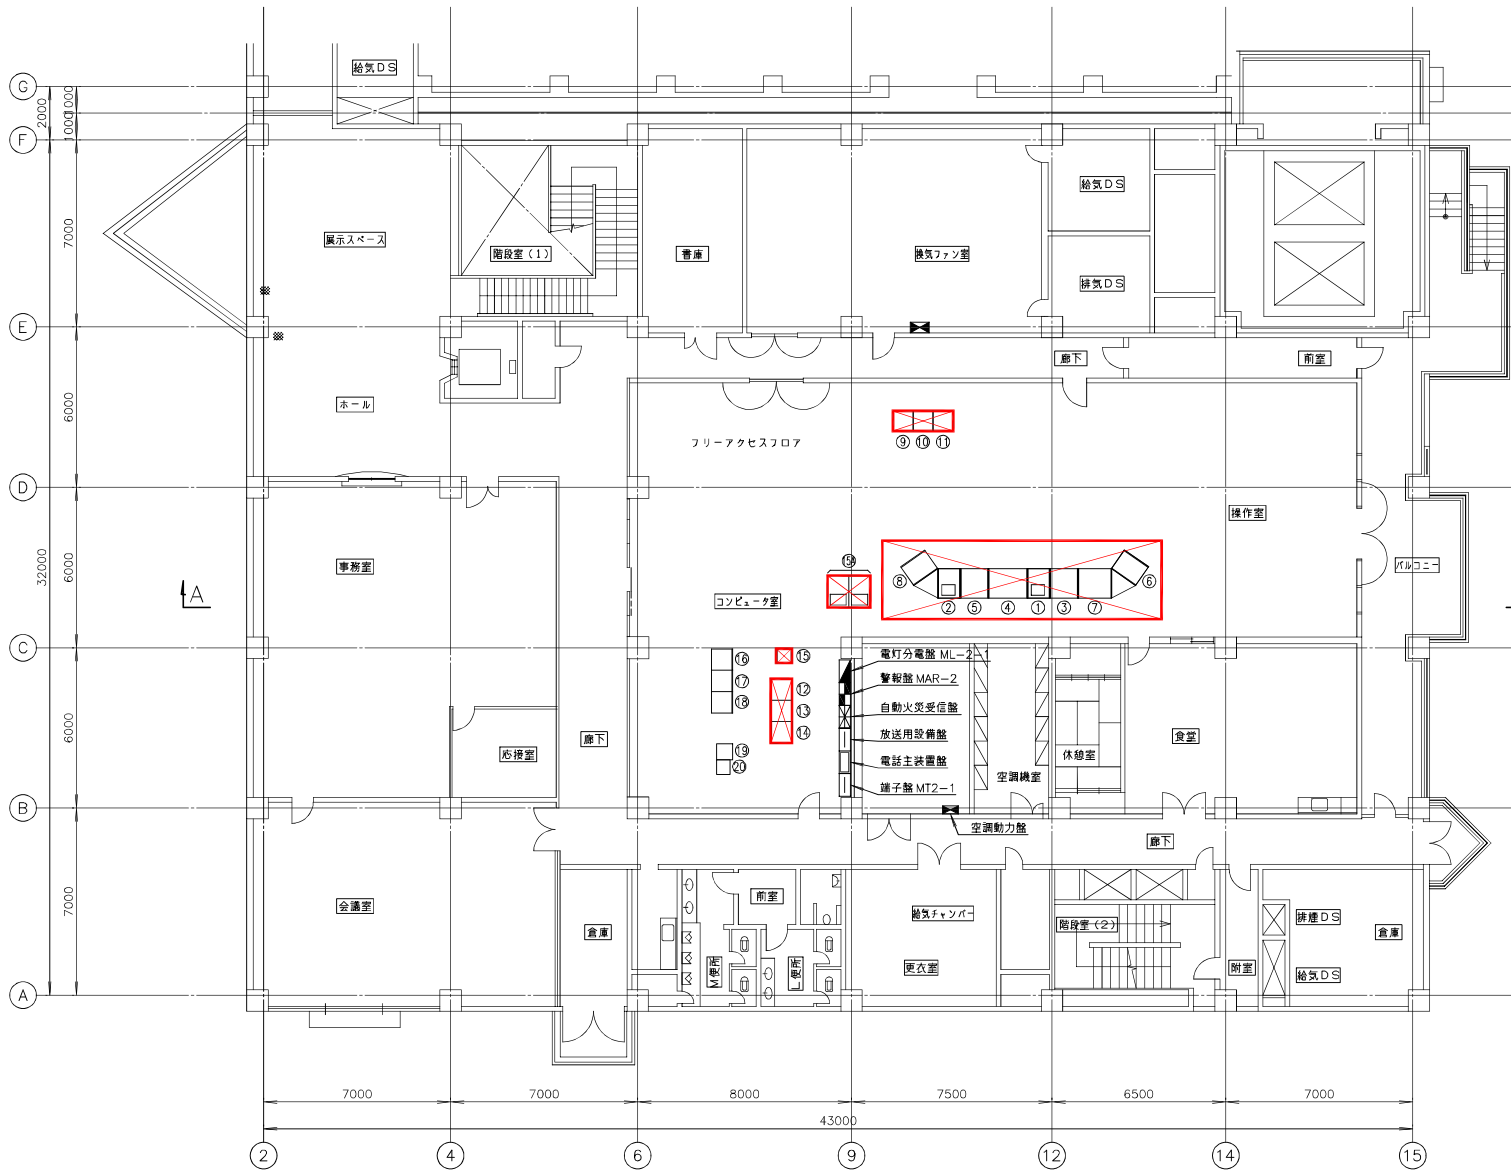 給気DS
G
1000
2000
1000
F
給気DS
7000
展示スペース
階段室(1)
書庫
換気ファン室
排気DS
E
廊下
前室
6000
ホール
フリーアクセスフロア
⑨ ⑩ ⑪
D
操作室
32000
6000
A
事務室
コンピュータ室
15A
⑧ ② ⑤ ④ ① ③ ⑦ ⑥
バルコニー
C
⑯
⑰
⑱
⑮
⑫
⑬
⑭
⑲
⑳
電灯分電盤 ML-2-1
警報盤 MAR-2
自動火災受信盤
放送用設備盤
電話主装置盤
端子盤 MT2-1
6000
応接室
廊下
空調機室
休憩室
食堂
B
空調動力盤
廊下
7000
会議室
倉庫
前室
M便所
L便所
給気チャンバー
更衣室
階段室(2)
附室
排煙DS
給気DS
倉庫
A
7000 7000 8000 7500 6500 7000
43000
2 4 6 9 12 14 15